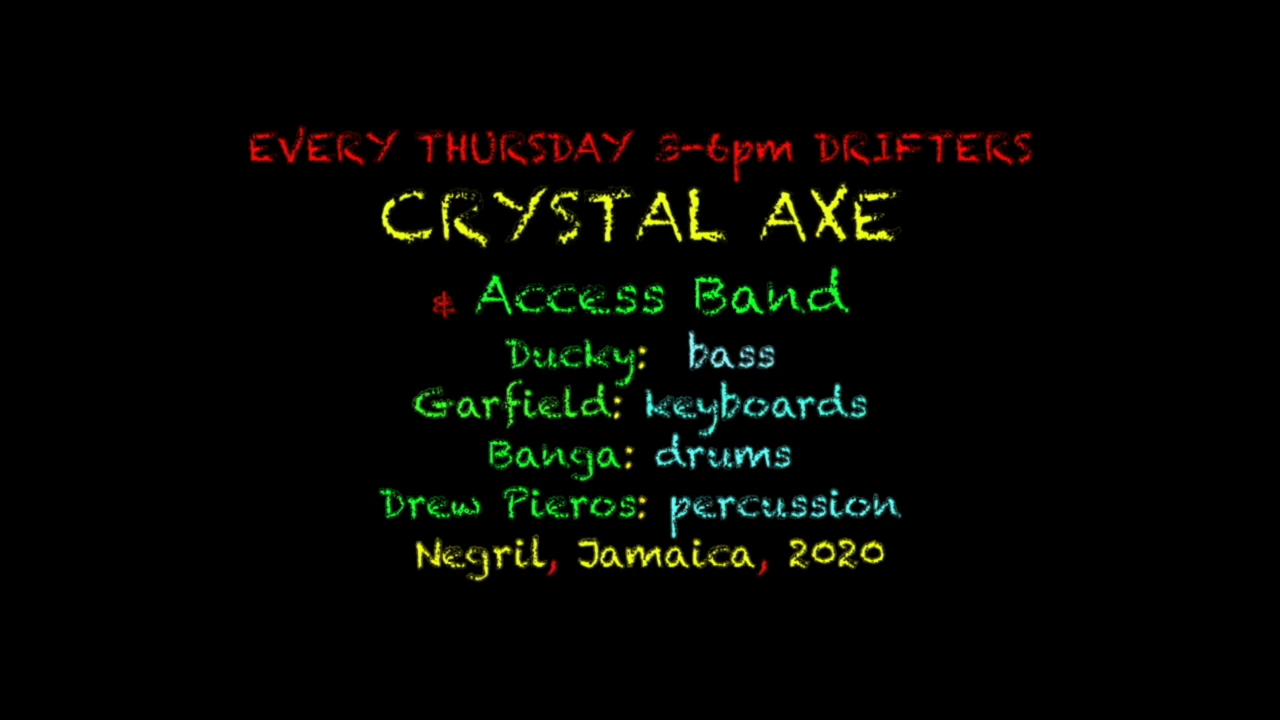 EVERY THURSDAY 3-6pm DRIFTERS
CRYSTAL AXE
& Access Band
Ducky: bass
Garfield: keyboards
Banga: drums
Drew Pieros: percussion
Negril, Jamaica, 2020